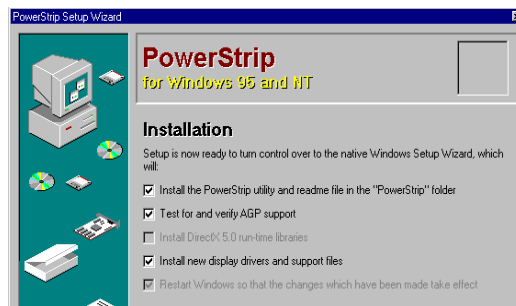 PowerStrip Setup Wizard
PowerStrip
for Windows 95 and NT
Installation
Setup is now ready to turn control over to the native Windows Setup Wizard, which
will:
Install the PowerStrip utility and readme file in the "PowerStrip" folder
Test for and verify AGP support
Install DirectX 5.0 run-time libraries
Install new display drivers and support files
Restart Windows so that the changes which have been made take effect